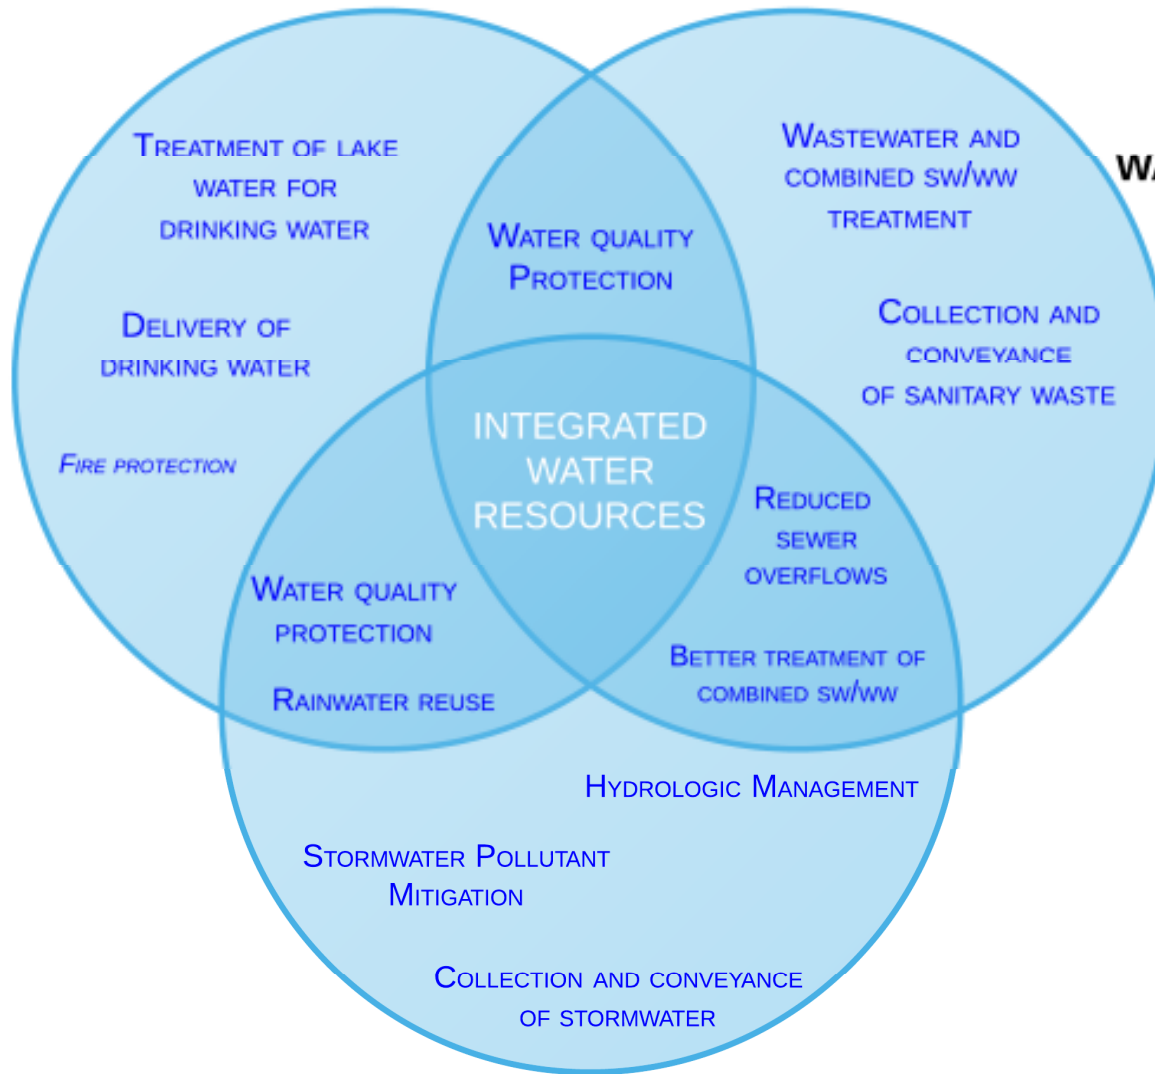 Treatment of lake
water for
drinking water
Delivery of
drinking water
Fire protection
Water quality
Protection
Wastewater and
combined sw/ww
treatment
Collection and
conveyance
of sanitary waste
INTEGRATED
WATER
RESOURCES
Reduced
sewer
overflows
Better treatment of
combined sw/ww
Water quality
protection
Rainwater reuse
Hydrologic Management
Stormwater Pollutant
Mitigation
Collection and conveyance
of stormwater